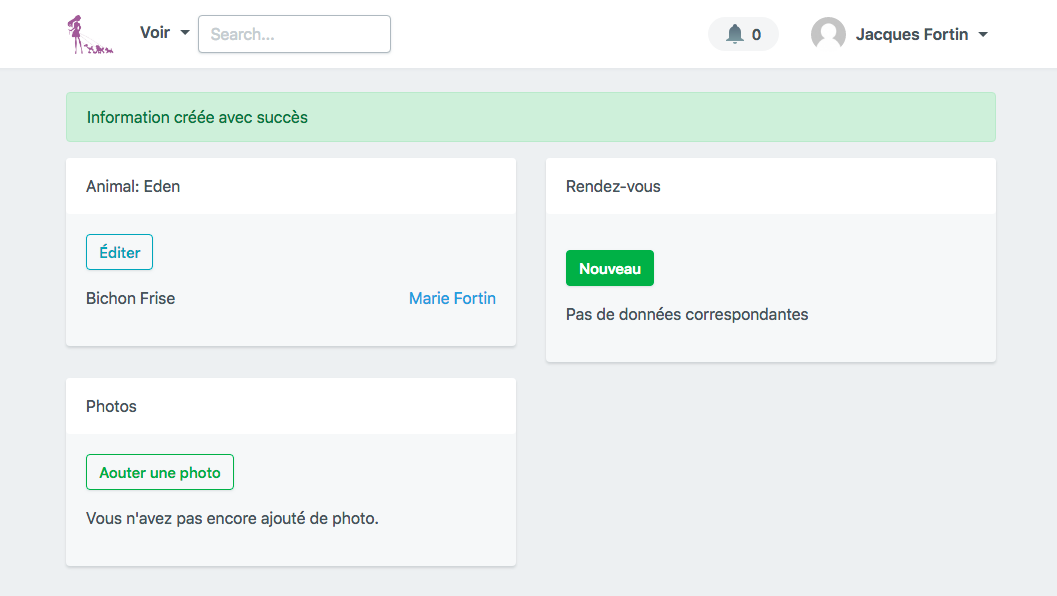 Voir
Search...
0
Jacques Fortin
Information créée avec succès
Animal: Eden
Éditer
Bichon Frise
Marie Fortin
Rendez-vous
Nouveau
Pas de données correspondantes
Photos
Aouter une photo
Vous n'avez pas encore ajouté de photo.